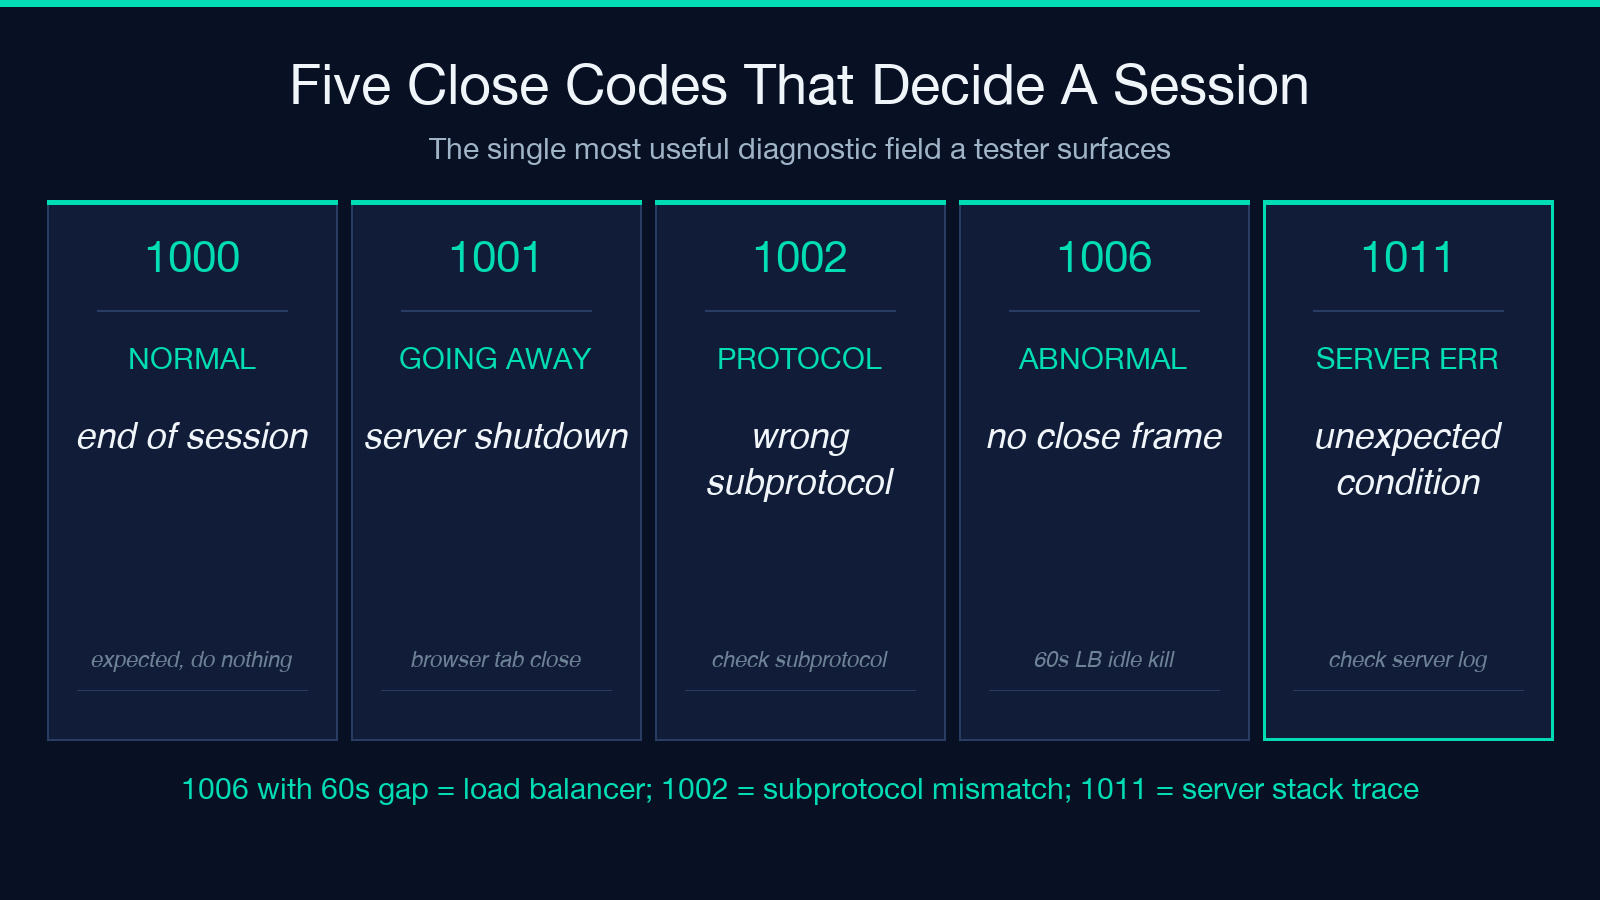 Five Close Codes That Decide A Session
The single most useful diagnostic field a tester surfaces
1000
NORMAL
end of session
expected, do nothing
1001
GOING AWAY
server shutdown
browser tab close
1002
PROTOCOL
wrong
subprotocol
check subprotocol
1006
ABNORMAL
no close frame
60s LB idle kill
1011
SERVER ERR
unexpected
condition
check server log
1006 with 60s gap = load balancer; 1002 = subprotocol mismatch; 1011 = server stack trace